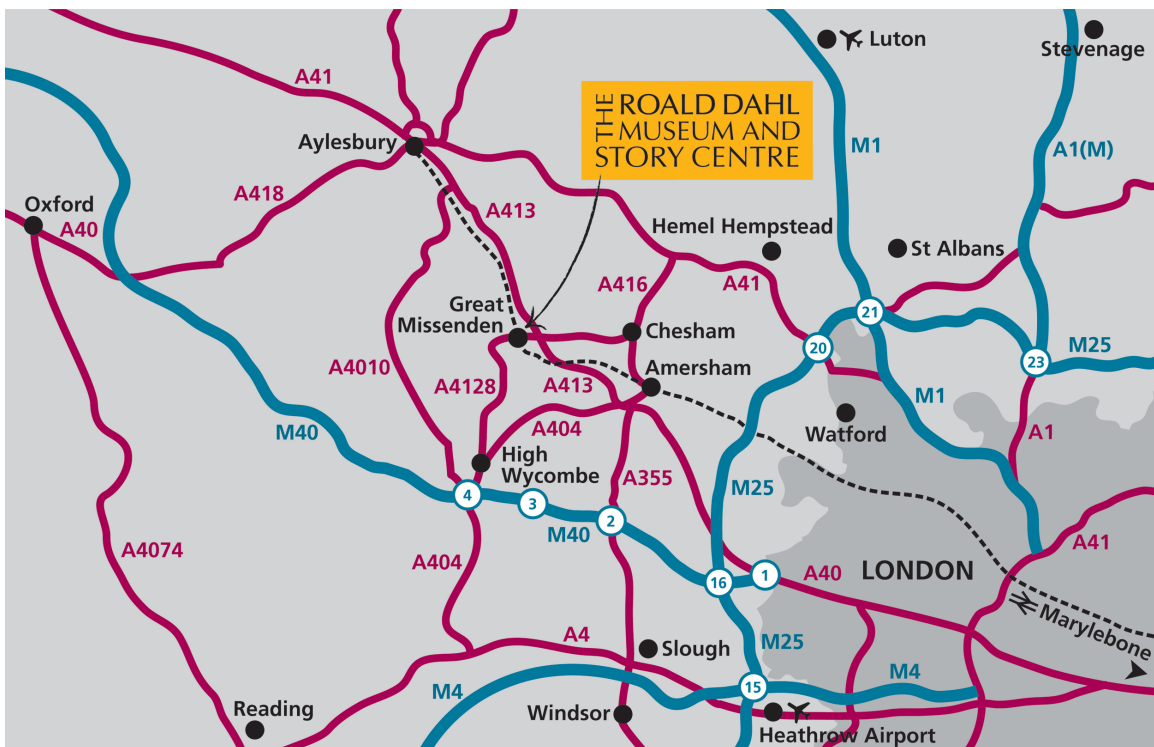 Luton
Stevenage
A41
THE
ROALD DAHL
MUSEUM AND
STORY CENTRE
Aylesbury
M1
A1(M)
A418
A413
Oxford
A40
Hemel Hempstead
St Albans
A416
A41
Great
Missenden
Chesham
21
20
23
M25
A4010
Amersham
A4128
A413
M1
M40
A404
Watford
A1
High
Wycombe
A355
M25
4
3
2
M40
A4074
A404
A41
16
1
A40
LONDON
Marylebone
A4
Slough
M25
M4
15
M4
Reading
Windsor
Heathrow Airport